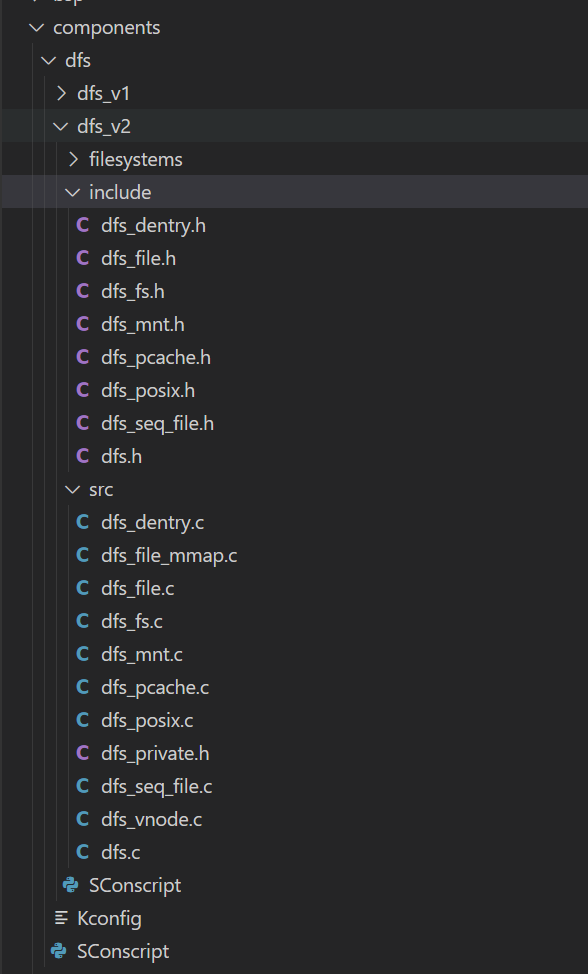 components
dfs
dfs_v1
dfs_v2
filesystems
include
C dfs_dentry.h
C dfs_file.h
C dfs_fs.h
C dfs_mnt.h
C dfs_pcache.h
C dfs_posix.h
C dfs_seq_file.h
C dfs.h
src
C dfs_dentry.c
C dfs_file_mmap.c
C dfs_file.c
C dfs_fs.c
C dfs_mnt.c
C dfs_pcache.c
C dfs_posix.c
C dfs_private.h
C dfs_seq_file.c
C dfs_vnode.c
C dfs.c
SConscript
Kconfig
SConscript